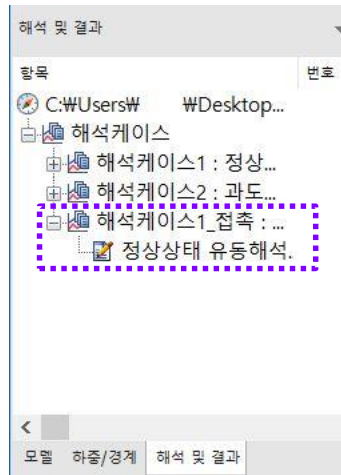 해석 및 결과
항목 번호
C:₩Users₩ ₩Desktop...
해석케이스
해석케이스1 : 정상...
해석케이스2 : 과도...
해석케이스1_접촉 : ...
정상상태 유동해석.
모델 하중/경계 해석 및 결과